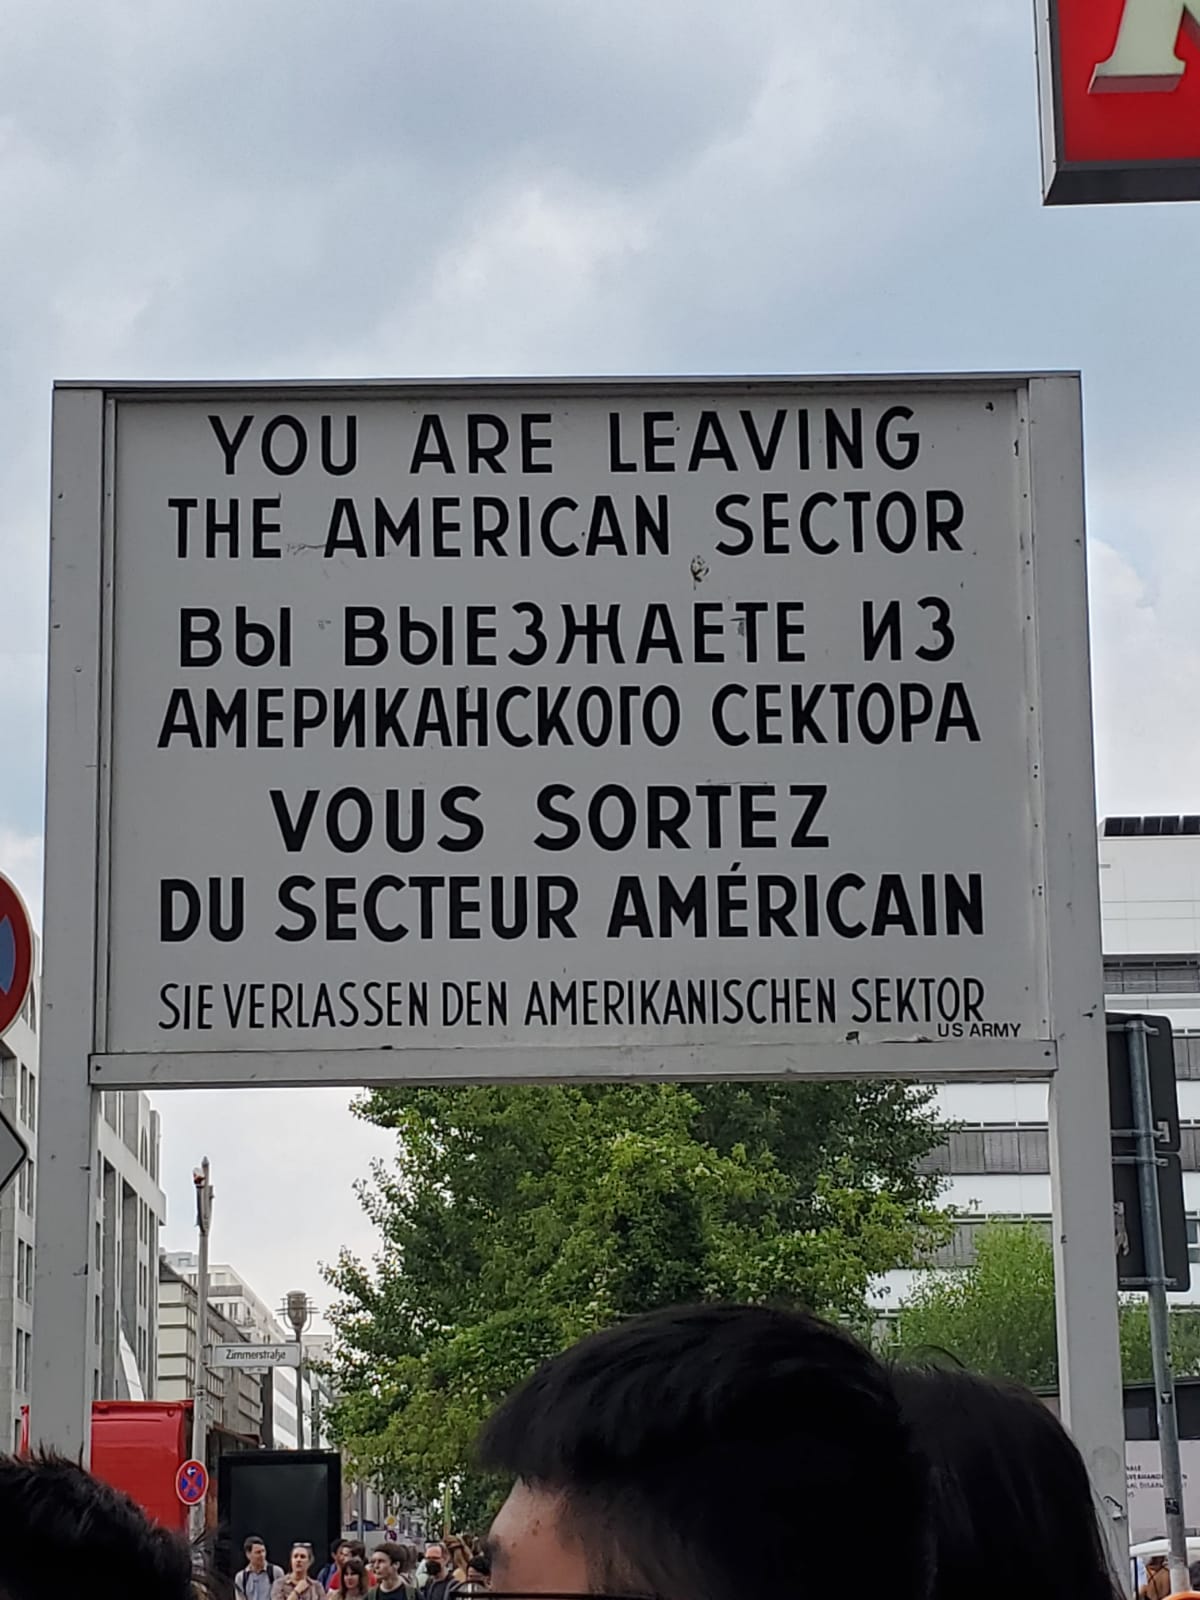 YOU ARE LEAVING
THE AMERICAN SECTOR
ВЫ ВЫЕЗЖАЕТЕ ИЗ
АМЕРИКАНСКОГО СЕКТОРА
VOUS SORTEZ
DU SECTEUR AMÉRICAIN
SIE VERLASSEN DEN AMERIKANISCHEN SEKTOR
US ARMY
Zimmerstraße